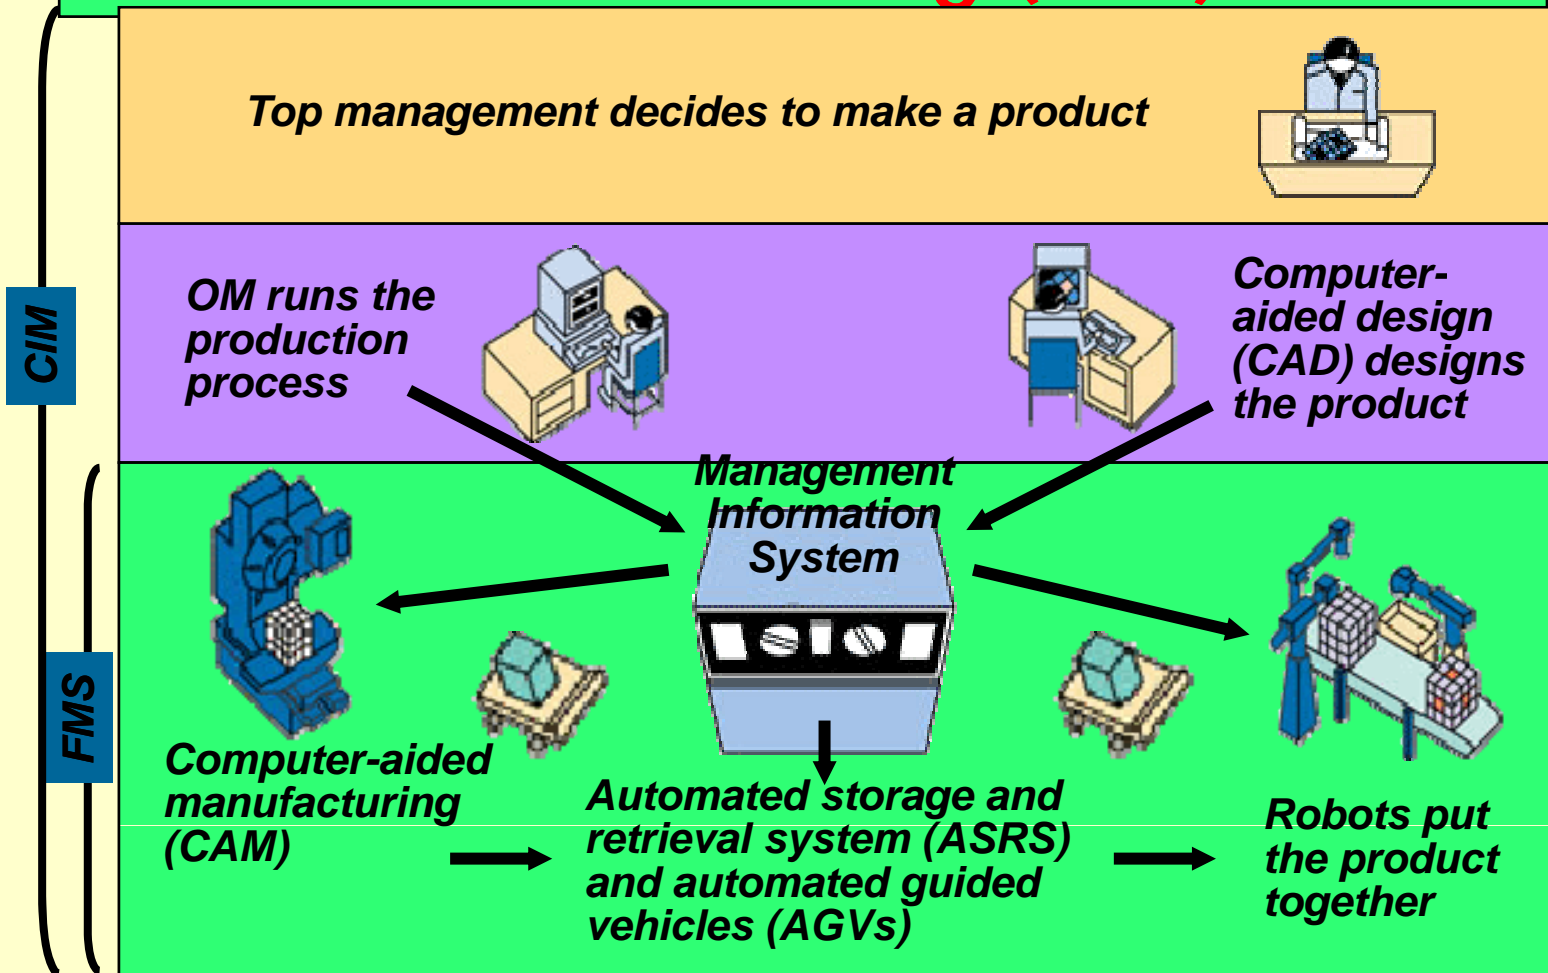 Top management decides to make a product
OM runs the
production
process
Computer-
aided design
(CAD) designs
the product
CIM
Management
Information
System
FMS
Computer-aided
manufacturing
(CAM)
Automated storage and
retrieval system (ASRS)
and automated guided
vehicles (AGVs)
Robots put
the product
together